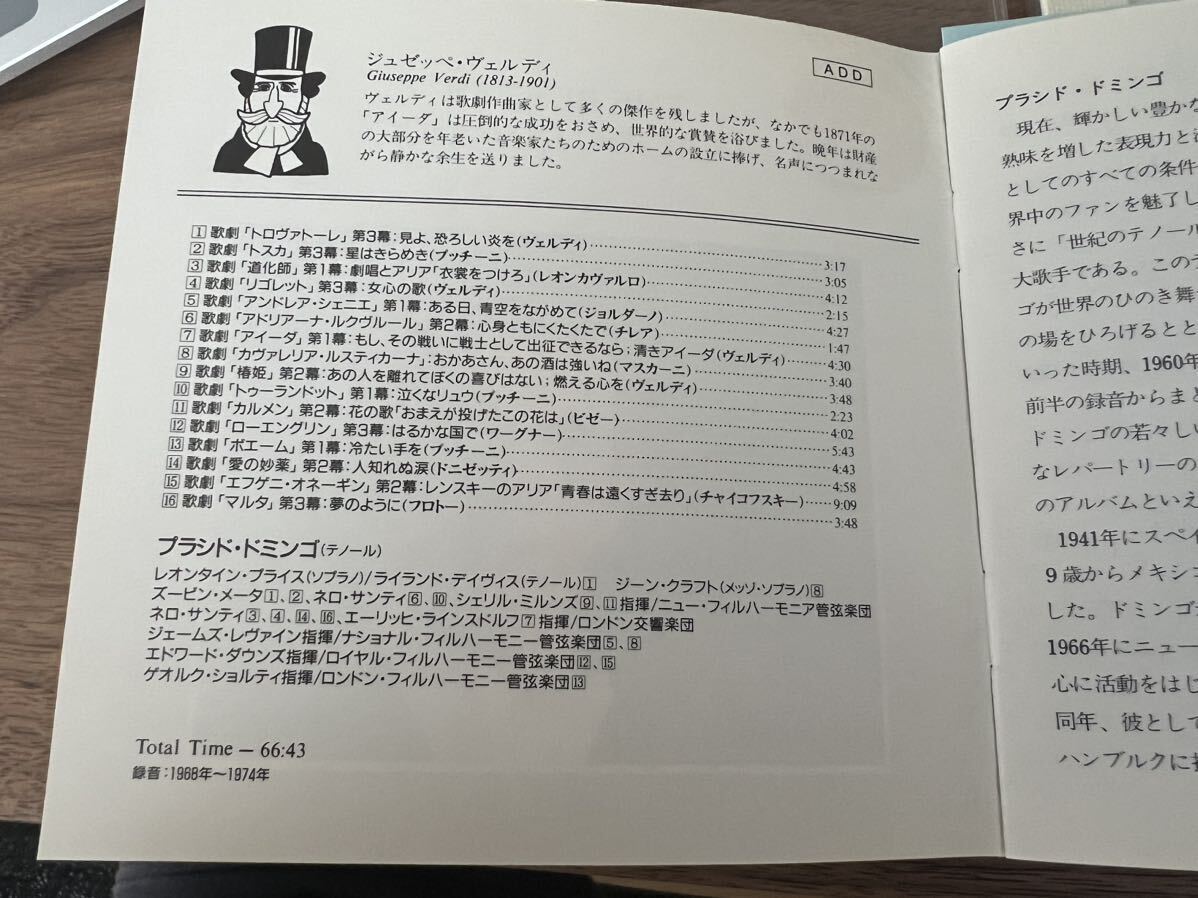 ジュゼッペ・ヴェルディ
Giuseppe Verdi (1813-1901)
ADD
ヴェルディは歌劇作曲家として多くの傑作を残しましたが、なかでも1871年の
「アイーダ」は圧倒的な成功をおさめ、世界的な賞賛を浴びました。晩年は財産
の大部分を年老いた音楽家たちのためのホームの設立に捧げ、名声につつまれな
がら静かな余生を送りました。
1 歌劇「トロヴァトーレ」第3幕:見よ、恐ろしい炎を(ヴェルディ)……3:17
2 歌劇「トスカ」第3幕:星はきらめき(プッチーニ)……3:05
3 歌劇「道化師」第1幕:劇唱とアリア「衣裳をつけろ」(レオンカヴァルロ)……4:12
4 歌劇「リゴレット」第3幕:女心の歌(ヴェルディ)……2:15
5 歌劇「アンドレア・シェニエ」第1幕:ある日、青空をながめて(ジョルダーノ)……4:27
6 歌劇「アドリアーナ・ルクヴルール」第2幕:心身ともにくたくたで(チレア)……1:47
7 歌劇「アイーダ」第1幕:もし、その戦いに戦士として出征できるなら;清きアイーダ(ヴェルディ)……4:30
8 歌劇「カヴァレリア・ルスティカーナ」:おかあさん、あの酒は強いね(マスカーニ)……3:40
9 歌劇「椿姫」第2幕:あの人を離れてぼくの喜びはない;燃える心を(ヴェルディ)……3:48
10 歌劇「トゥーランドット」第1幕:泣くなリュウ(プッチーニ)……2:23
11 歌劇「カルメン」第2幕:花の歌「おまえが投げたこの花は」(ビゼー)……4:02
12 歌劇「ローエングリン」第3幕:はるかな国で(ワーグナー)……5:43
13 歌劇「ボエーム」第1幕:冷たい手を(プッチーニ)……4:43
14 歌劇「愛の妙薬」第2幕:人知れぬ涙(ドニゼッティ)……4:58
15 歌劇「エフゲニ・オネーギン」第2幕:レンスキーのアリア「青春は遠くすぎ去り」(チャイコフスキー)……9:09
16 歌劇「マルタ」第3幕:夢のように(フロトー)……3:48
プラシド・ドミンゴ(テノール)
レオンタイン・プライス(ソプラノ)/ライランド・デイヴィス(テノール)1 ジーン・クラフト(メッゾ・ソプラノ)8
ズービン・メータ1、2、ネロ・サンティ6、10、シェリル・ミルンズ9、11指揮/ニュー・フィルハーモニア管弦楽団
ネロ・サンティ3、4、14、16、エーリッヒ・ラインスドルフ7指揮/ロンドン交響楽団
ジェームズ・レヴァイン指揮/ナショナル・フィルハーモニー管弦楽団5、8
エドワード・ダウンズ指揮/ロイヤル・フィルハーモニー管弦楽団12、15
ゲオルク・ショルティ指揮/ロンドン・フィルハーモニー管弦楽団13
Total Time — 66:43
録音:1968年〜1974年
プラシド・ドミンゴ
現在、輝かしい豊かな
熟味を増した表現力と
としてのすべての条件
界中のファンを魅了し
さに「世紀のテノール
大歌手である。この
ゴが世界のひのき舞
の場をひろげるとと
いった時期、1960年
前半の録音からまと
ドミンゴの若々しい
なレパートリーの
のアルバムといえ
1941年にスペイ
9歳からメキシコ
した。ドミンゴ
1966年にニュー
心に活動をはじ
同年、彼として
ハンブルクに